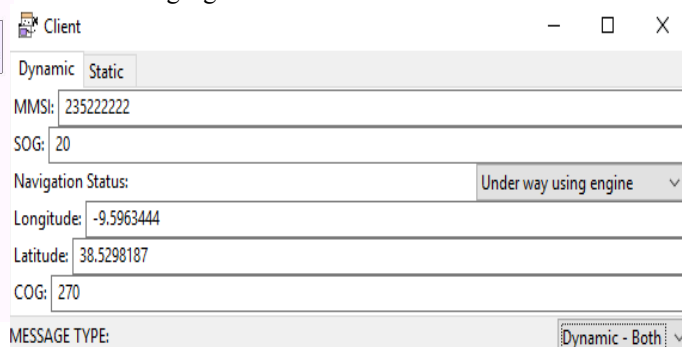 Client
Dynamic Static
MMSI: 235222222
SOG: 20
Navigation Status: Under way using engine
Longitude: -9.5963444
Latitude: 38.5298187
COG: 270
MESSAGE TYPE: Dynamic - Both